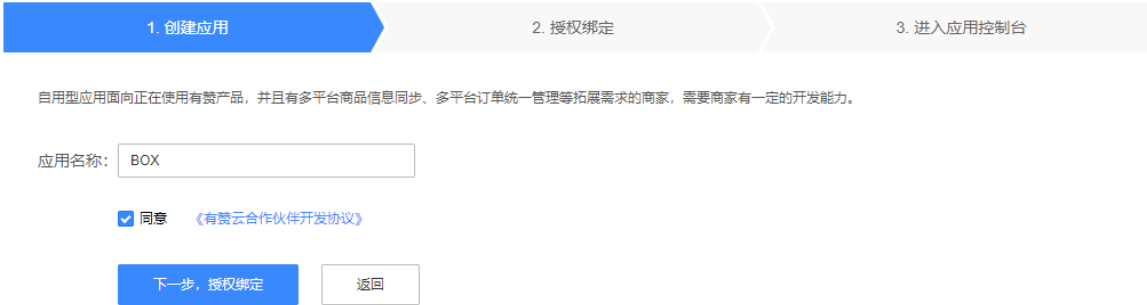 1. 创建应用
2. 授权绑定
3. 进入应用控制台
自用型应用面向正在使用有赞产品，并且有多平台商品信息同步、多平台订单统一管理等拓展需求的商家，需要商家有一定的开发能力。
应用名称： BOX
同意 《有赞云合作伙伴开发协议》
下一步，授权绑定 返回